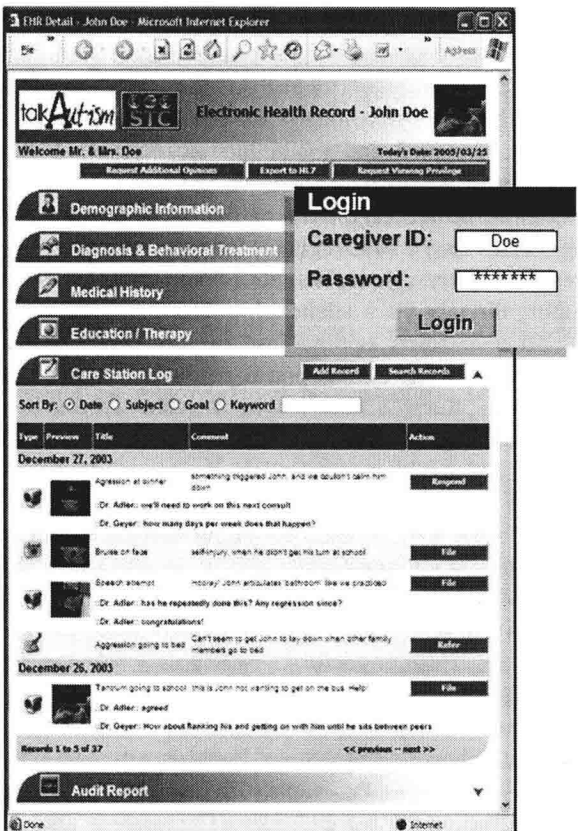 EHR Detail - John Doe - Microsoft Internet Explorer
File
Address
talkAutism STC Electronic Health Record - John Doe
Welcome Mr. & Mrs. Doe Today's Date: 2005/03/25
Request Additional Opinions Export to HL7 Request Viewing Privilege
Demographic Information
Diagnosis & Behavioral Treatment
Medical History
Education / Therapy
Login
Caregiver ID: Doe
Password: *******
Login
Care Station Log Add Record Search Records
Sort By: Date Subject Goal Keyword
Type Preview Title Comment Action
December 27, 2003
Agression at dinner something triggered John, and we couldn't calm him down Respond
::Dr. Adler:: we'll need to work on this next consult
::Dr. Geyer:: how many days per week does that happen?
Bruise on face self-injury, when he didn't get his turn at school File
Speech attempt Hooray! John articulates 'bathroom' like we practiced File
::Dr. Adler:: has he repeatedly done this? Any regression since?
::Dr. Adler:: congratulations!
Aggression going to bed Can't seem to get John to lay down when other family members go to bed Refer
December 26, 2003
Tantrum going to school this is John not wanting to get on the bus. Help! File
::Dr. Adler:: agreed
::Dr. Geyer:: How about flanking his and getting on with him until he sits between peers
Records 1 to 5 of 37 << previous -- next >>
Audit Report
Done Internet